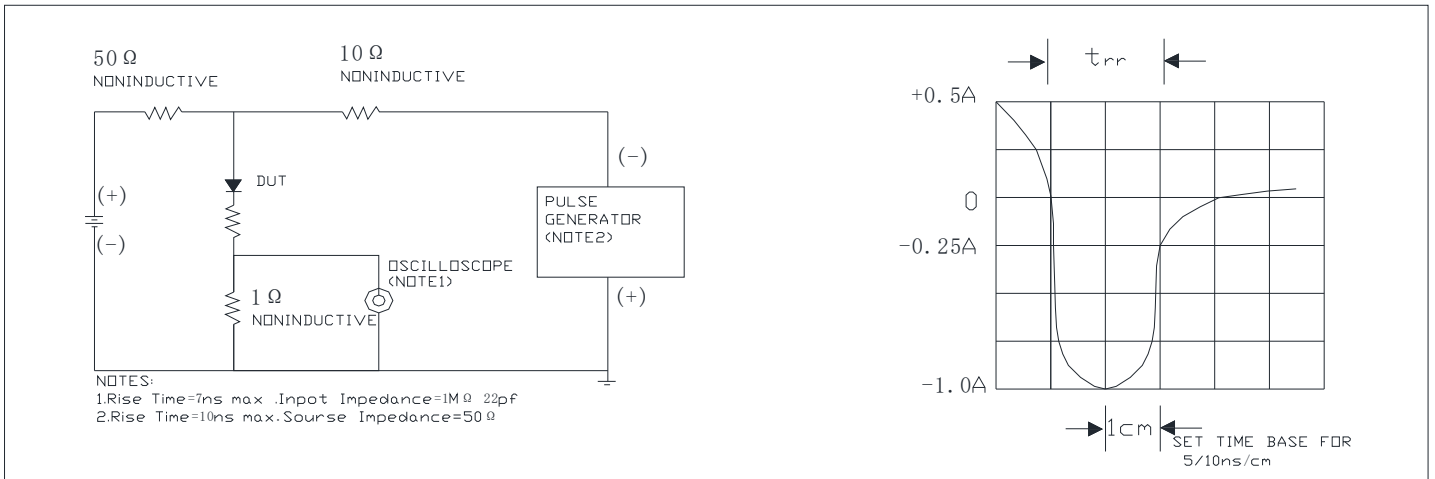 50 Ω
NONINDUCTIVE
10 Ω
NONINDUCTIVE
(+)
(-)
DUT
1 Ω
NONINDUCTIVE
OSCILLOSCOPE
(NOTE1)
(-)
PULSE
GENERATOR
(NOTE2)
(+)
NOTES:
1.Rise Time=7ns max .Inpot Impedance=1M Ω 22pf
2.Rise Time=10ns max.Sourse Impedance=50 Ω
trr
+0.5A
0
-0.25A
-1.0A
1cm
SET TIME BASE FOR
5/10ns/cm